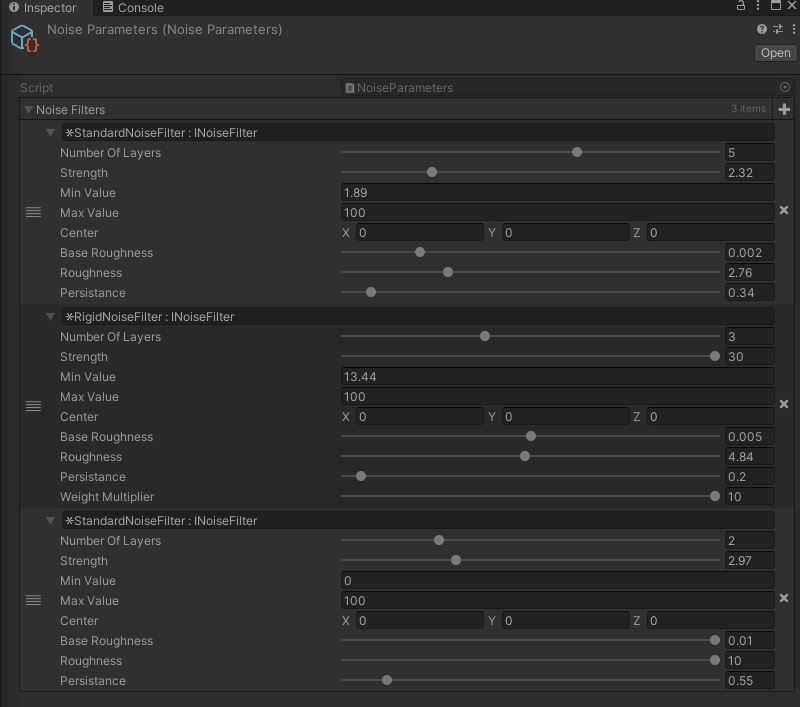 Inspector Console
Noise Parameters (Noise Parameters)
Open
Script NoiseParameters
Noise Filters 3 items
*StandardNoiseFilter : INoiseFilter
Number Of Layers 5
Strength 2.32
Min Value 1.89
Max Value 100
Center X 0 Y 0 Z 0
Base Roughness 0.002
Roughness 2.76
Persistance 0.34
*RigidNoiseFilter : INoiseFilter
Number Of Layers 3
Strength 30
Min Value 13.44
Max Value 100
Center X 0 Y 0 Z 0
Base Roughness 0.005
Roughness 4.84
Persistance 0.2
Weight Multiplier 10
*StandardNoiseFilter : INoiseFilter
Number Of Layers 2
Strength 2.97
Min Value 0
Max Value 100
Center X 0 Y 0 Z 0
Base Roughness 0.01
Roughness 10
Persistance 0.55